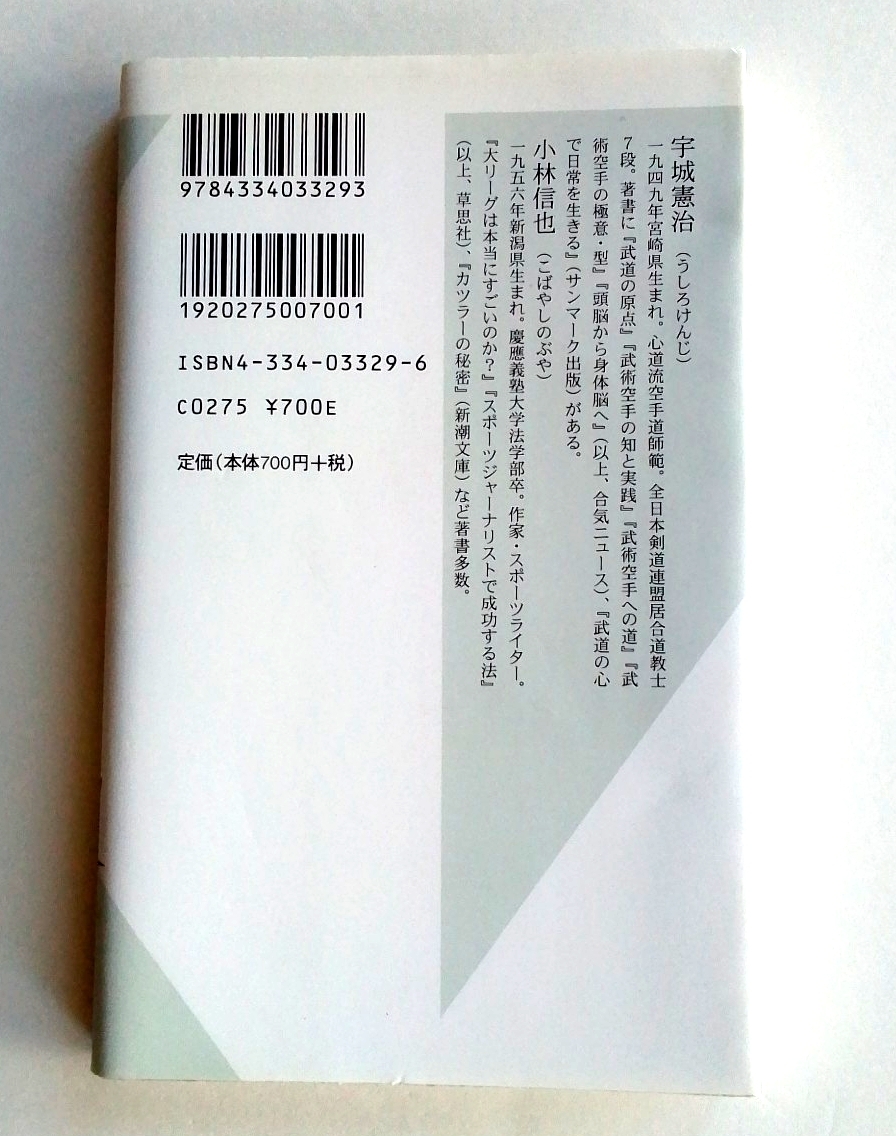 9784334033293
1920275007001
ISBN4-334-03329-6
C0275 ¥700E
定価(本体700円+税)
宇城憲治(うしろけんじ)
一九四九年宮崎県生まれ。心道流空手道師範。全日本剣道連盟居合道教士
7段。著書に『武道の原点』『武術空手の知と実践』『武術空手への道』『武
術空手の極意・型』『頭脳から身体脳へ』(以上、合気ニュース)、『武道の心
で日常を生きる』(サンマーク出版)がある。
小林信也(こばやしのぶや)
一九五六年新潟県生まれ。慶應義塾大学法学部卒。作家・スポーツライター。
『大リーグは本当にすごいのか?』『スポーツジャーナリストで成功する法』
(以上、草思社)、『カツラーの秘密』(新潮文庫)など著書多数。